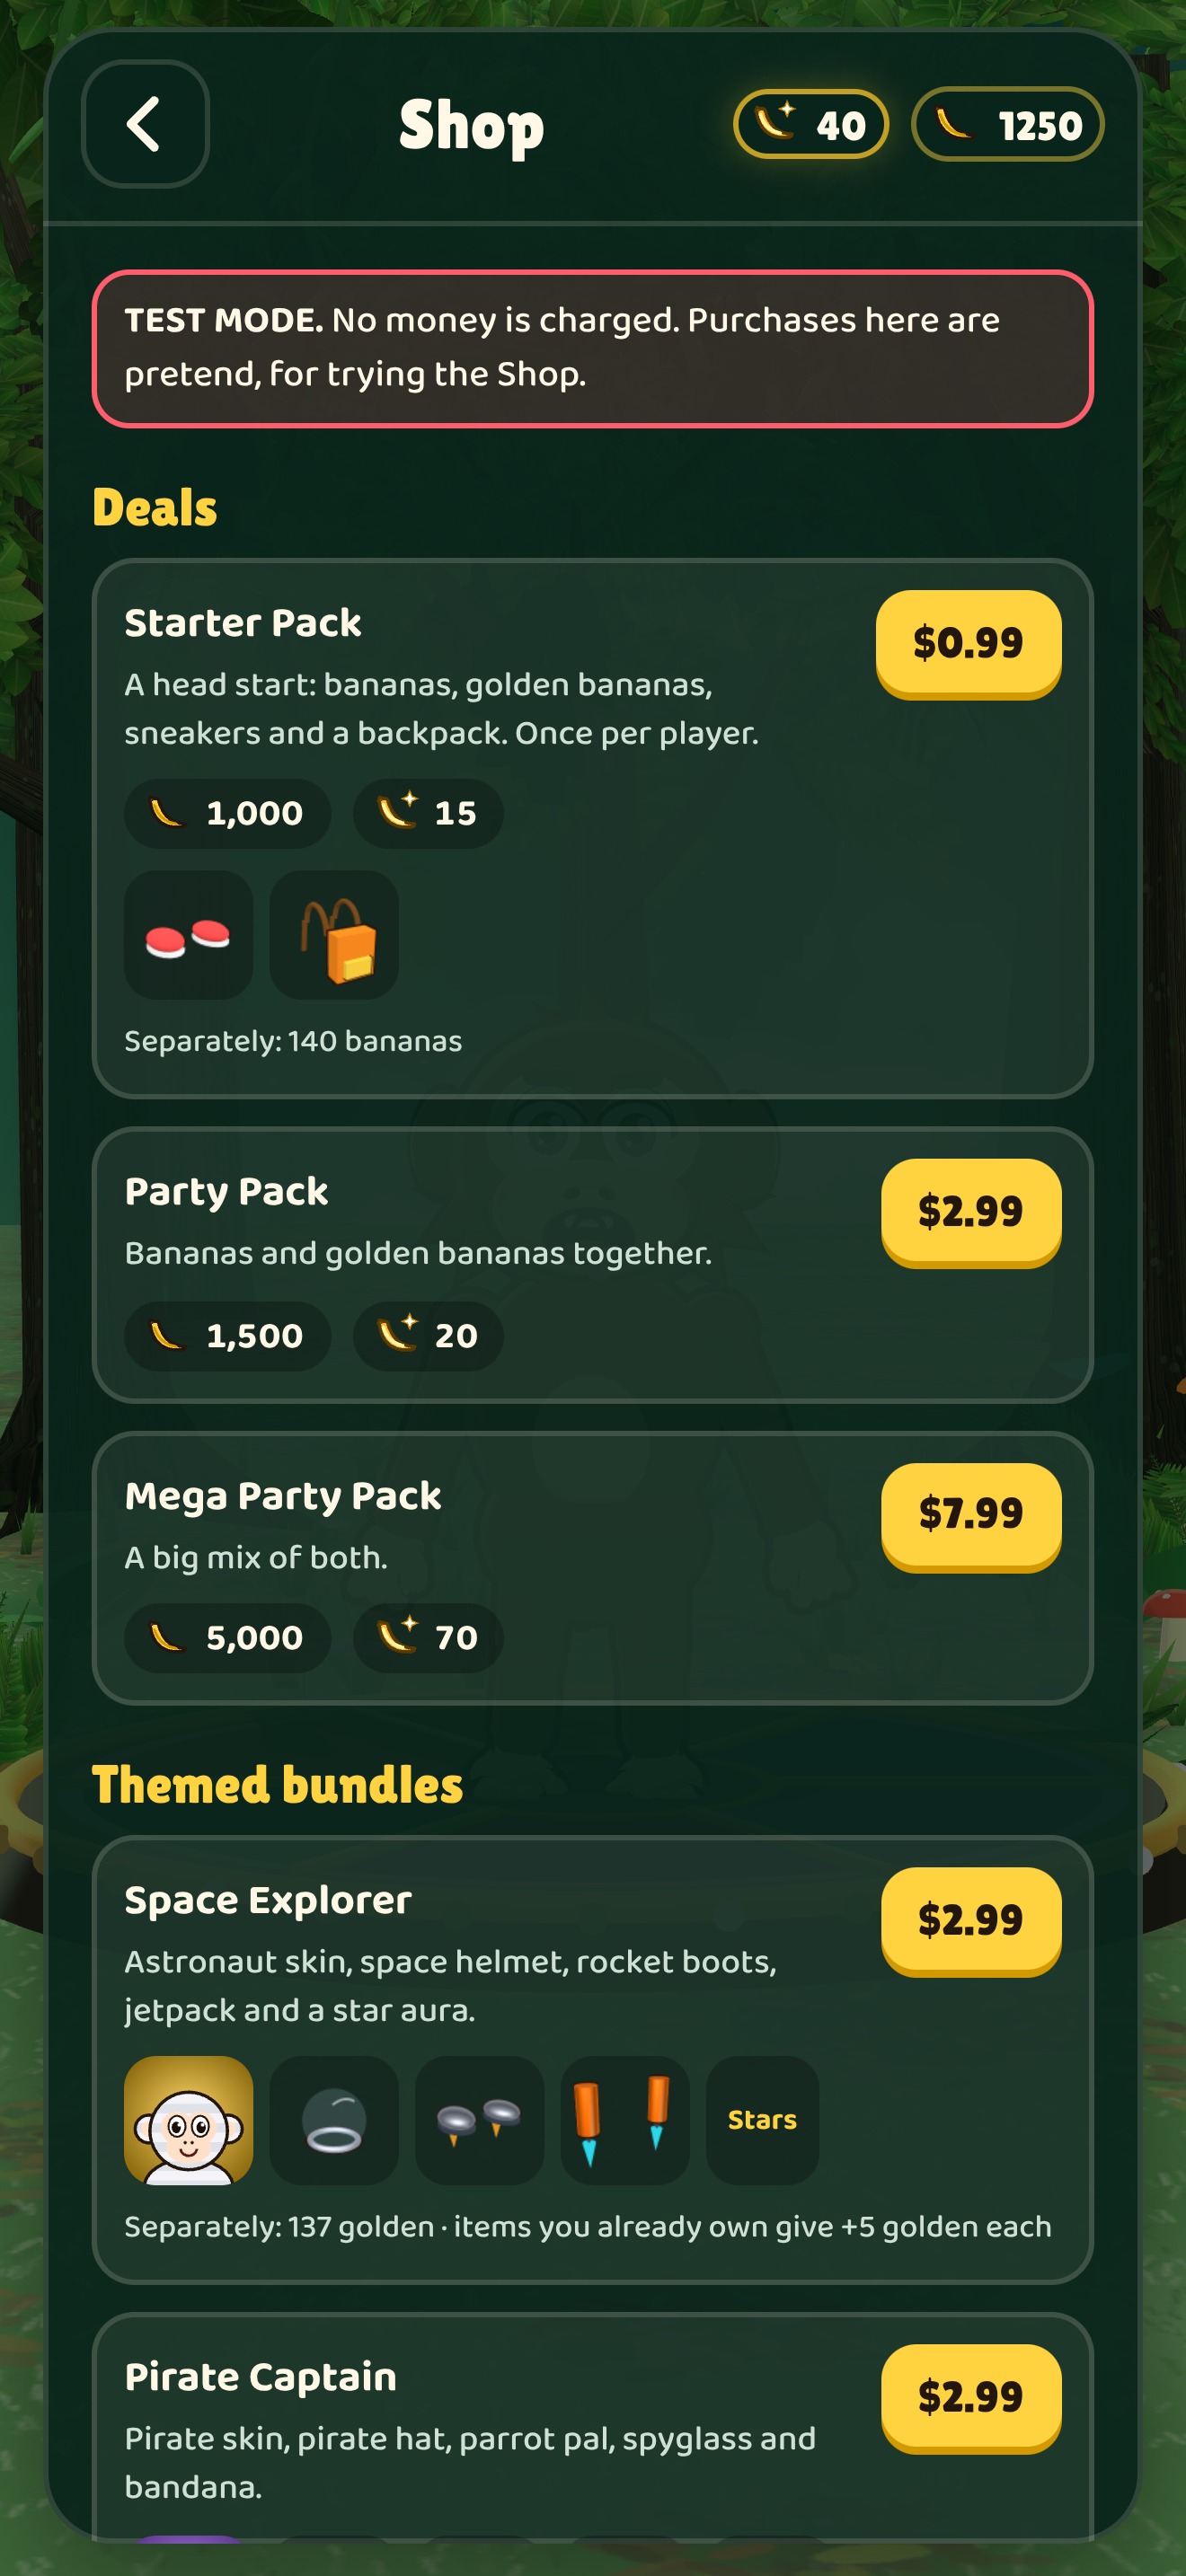 Shop
40
1250
TEST MODE. No money is charged. Purchases here are
pretend, for trying the Shop.
Deals
Starter Pack
$0.99
A head start: bananas, golden bananas,
sneakers and a backpack. Once per player.
1,000
15
Separately: 140 bananas
Party Pack
$2.99
Bananas and golden bananas together.
1,500
20
Mega Party Pack
$7.99
A big mix of both.
5,000
70
Themed bundles
Space Explorer
$2.99
Astronaut skin, space helmet, rocket boots,
jetpack and a star aura.
Stars
Separately: 137 golden · items you already own give +5 golden each
Pirate Captain
$2.99
Pirate skin, pirate hat, parrot pal, spyglass and
bandana.